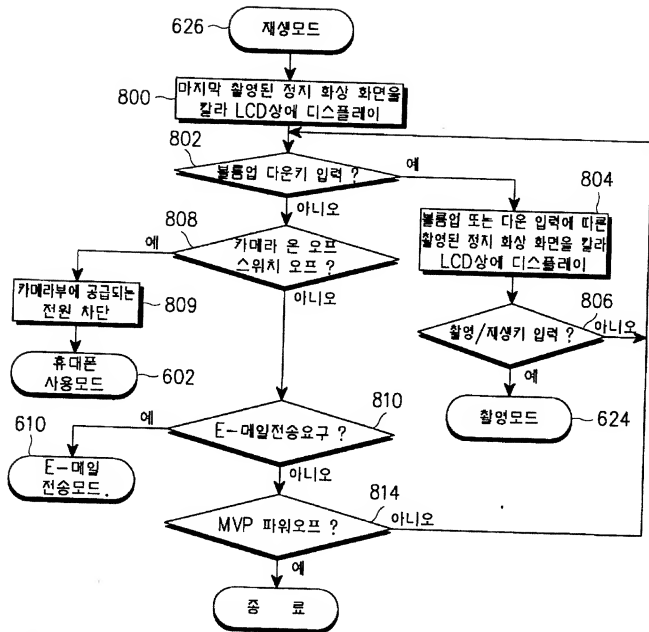 626
재생모드
800
마지막 촬영된 정지 화상 화면을
칼라 LCD상에 디스플레이
802
볼륨업 다운키 입력 ?
예
아니오
804
볼륨업 또는 다운 입력에 따른
촬영된 정지 화상 화면을 칼라
LCD상에 디스플레이
808
카메라 온 오프
스위치 오프 ?
예
아니오
카메라부에 공급되는
전원 차단
809
휴대폰
사용모드
602
806
촬영/재생키 입력 ?
아니오
예
촬영모드
624
810
E-메일전송요구 ?
예
아니오
610
E-메일
전송모드.
814
MVP 파워오프 ?
아니오
예
종 료